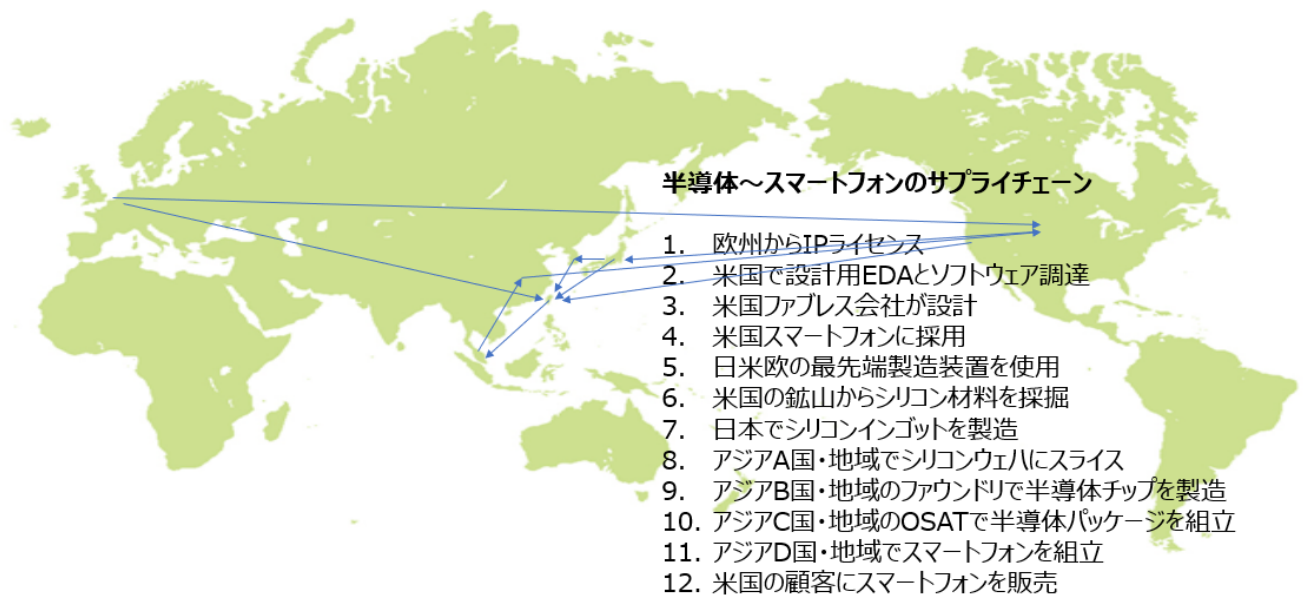 半導体～スマートフォンのサプライチェーン
1. 欧州からIPライセンス
2. 米国で設計用EDAとソフトウェア調達
3. 米国ファブレス会社が設計
4. 米国スマートフォンに採用
5. 日米欧の最先端製造装置を使用
6. 米国の鉱山からシリコン材料を採掘
7. 日本でシリコンインゴットを製造
8. アジアA国・地域でシリコンウェハにスライス
9. アジアB国・地域のファウンドリで半導体チップを製造
10. アジアC国・地域のOSATで半導体パッケージを組立
11. アジアD国・地域でスマートフォンを組立
12. 米国の顧客にスマートフォンを販売